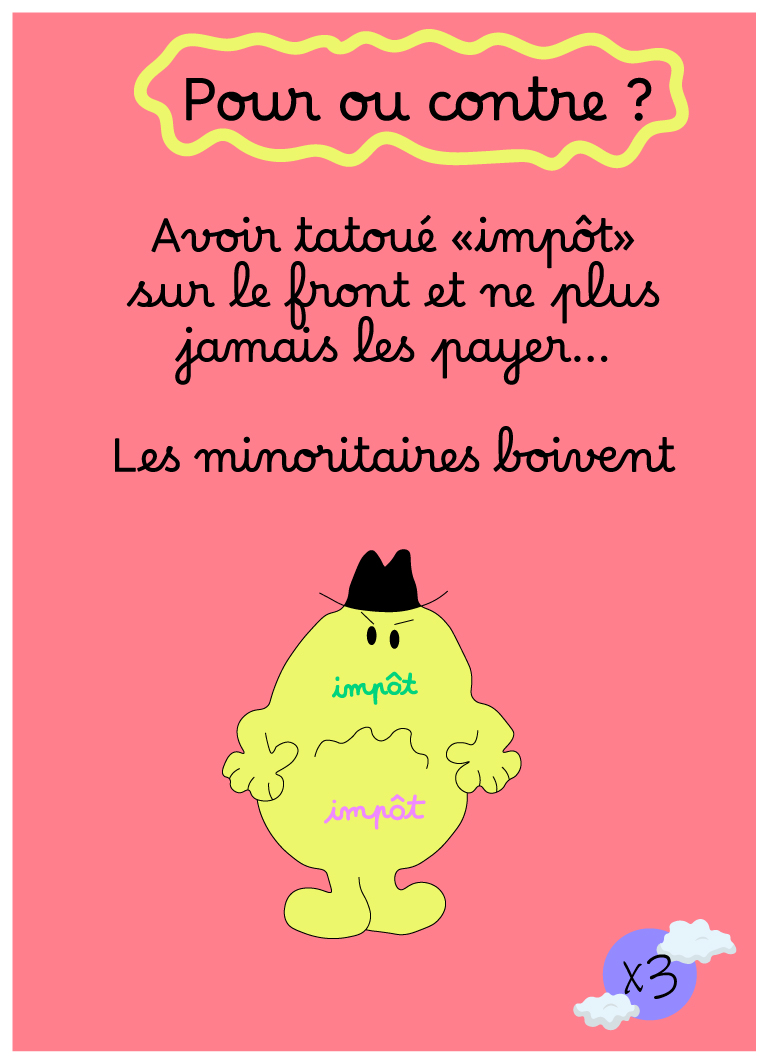 Pour ou contre ?
Avoir tatoué «impôt»
sur le front et ne plus
jamais les payer...
Les minoritaires boivent
impôt
impôt
x3